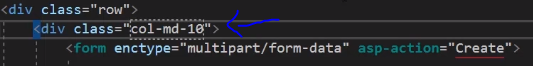 <div class="row">
<div class="col-md-10">
<form enctype="multipart/form-data" asp-action="Create">